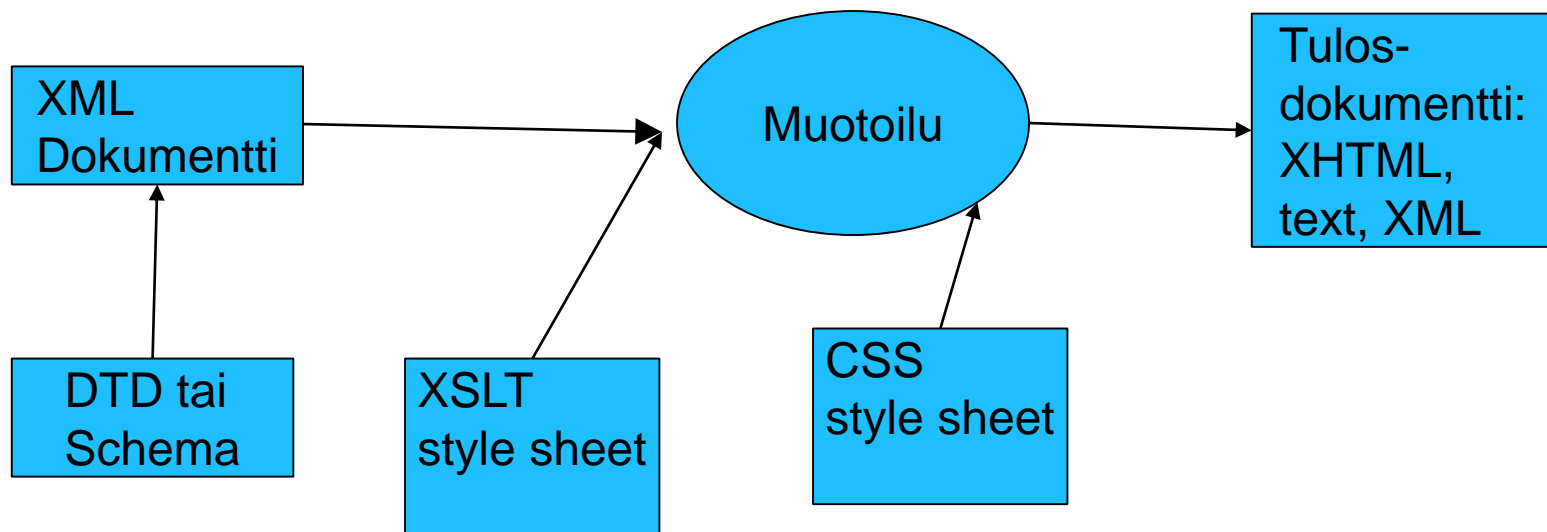 XML
Dokumentti
Muotoilu
Tulos-
dokumentti:
XHTML,
text, XML
DTD tai
Schema
XSLT
style sheet
CSS
style sheet